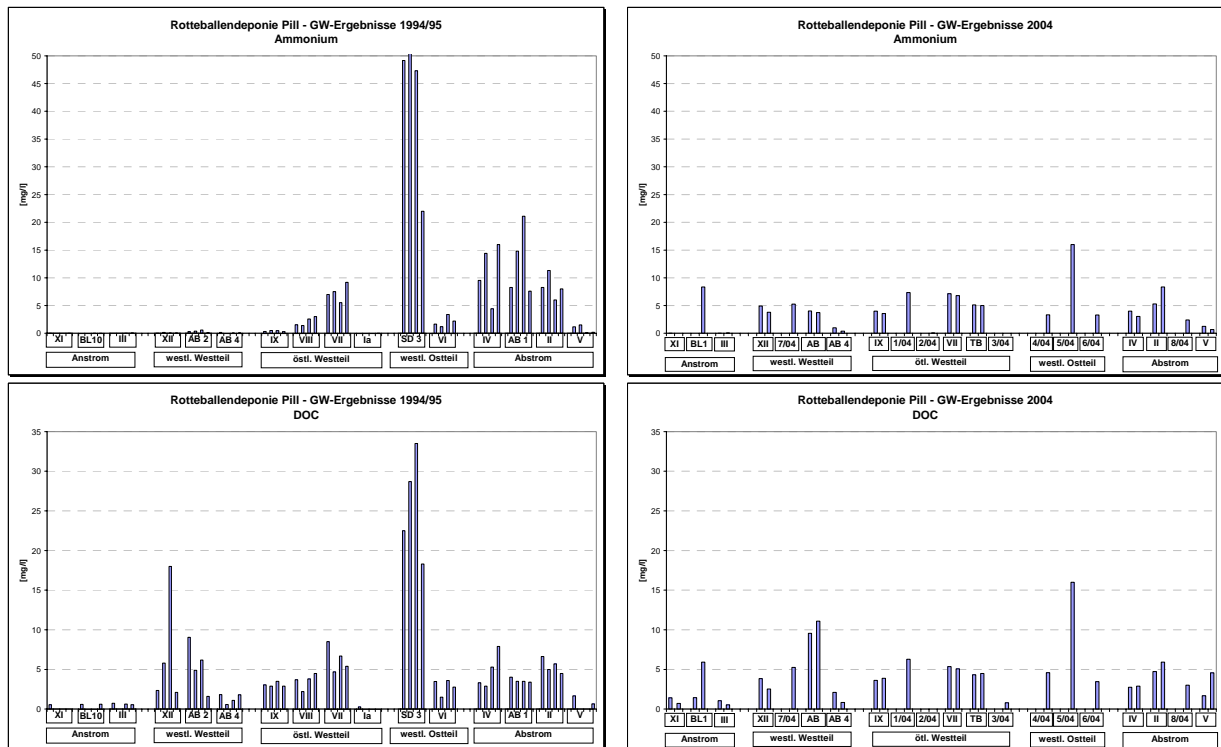 Rotteballendeponie Pill - GW-Ergebnisse 1994/95
Ammonium
[mg/l]
50
45
40
35
30
25
20
15
10
5
0
XI BL10 III XII AB 2 AB 4 IX VIII VII Ia SD 3 VI IV AB 1 II V
Anstrom westl. Westteil östl. Westteil westl. Ostteil Abstrom
Rotteballendeponie Pill - GW-Ergebnisse 2004
Ammonium
[mg/l]
50
45
40
35
30
25
20
15
10
5
0
XI BL1 III XII 7/04 AB AB 4 IX 1/04 2/04 VII TB 3/04 4/04 5/04 6/04 IV II 8/04 V
Anstrom westl. Westteil ötl. Westteil westl. Ostteil Abstrom
Rotteballendeponie Pill - GW-Ergebnisse 1994/95
DOC
[mg/l]
35
30
25
20
15
10
5
0
XI BL10 III XII AB 2 AB 4 IX VIII VII Ia SD 3 VI IV AB 1 II V
Anstrom westl. Westteil östl. Westteil westl. Ostteil Abstrom
Rotteballendeponie Pill - GW-Ergebnisse 2004
DOC
[mg/l]
35
30
25
20
15
10
5
0
XI BL1 III XII 7/04 AB AB 4 IX 1/04 2/04 VII TB 3/04 4/04 5/04 6/04 IV II 8/04 V
Anstrom westl. Westteil ötl. Westteil westl. Ostteil Abstrom